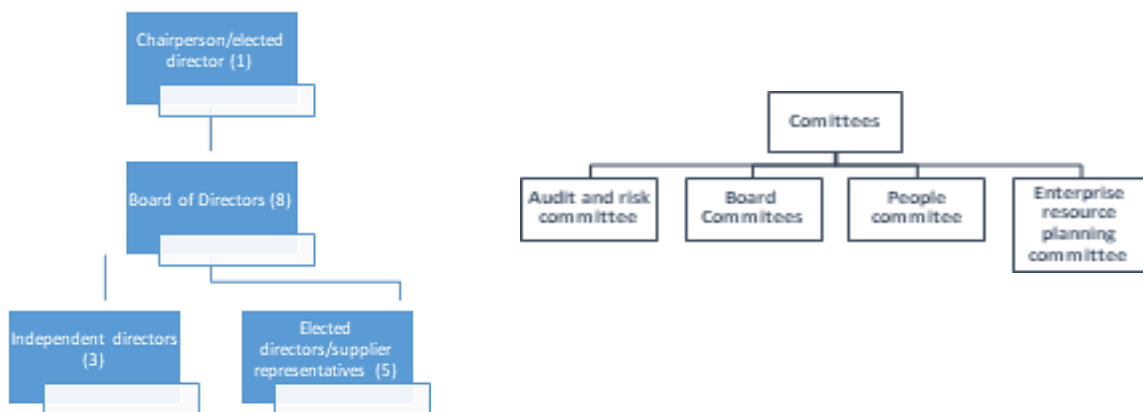 Chairperson/elected
director (1)
Board of Directors (8)
Independent directors
(3)
Elected
directors/supplier
representatives (5)
Comittees
Audit and risk
committee
Board
Commitees
People
commitee
Enterprise
resource
planning
committee